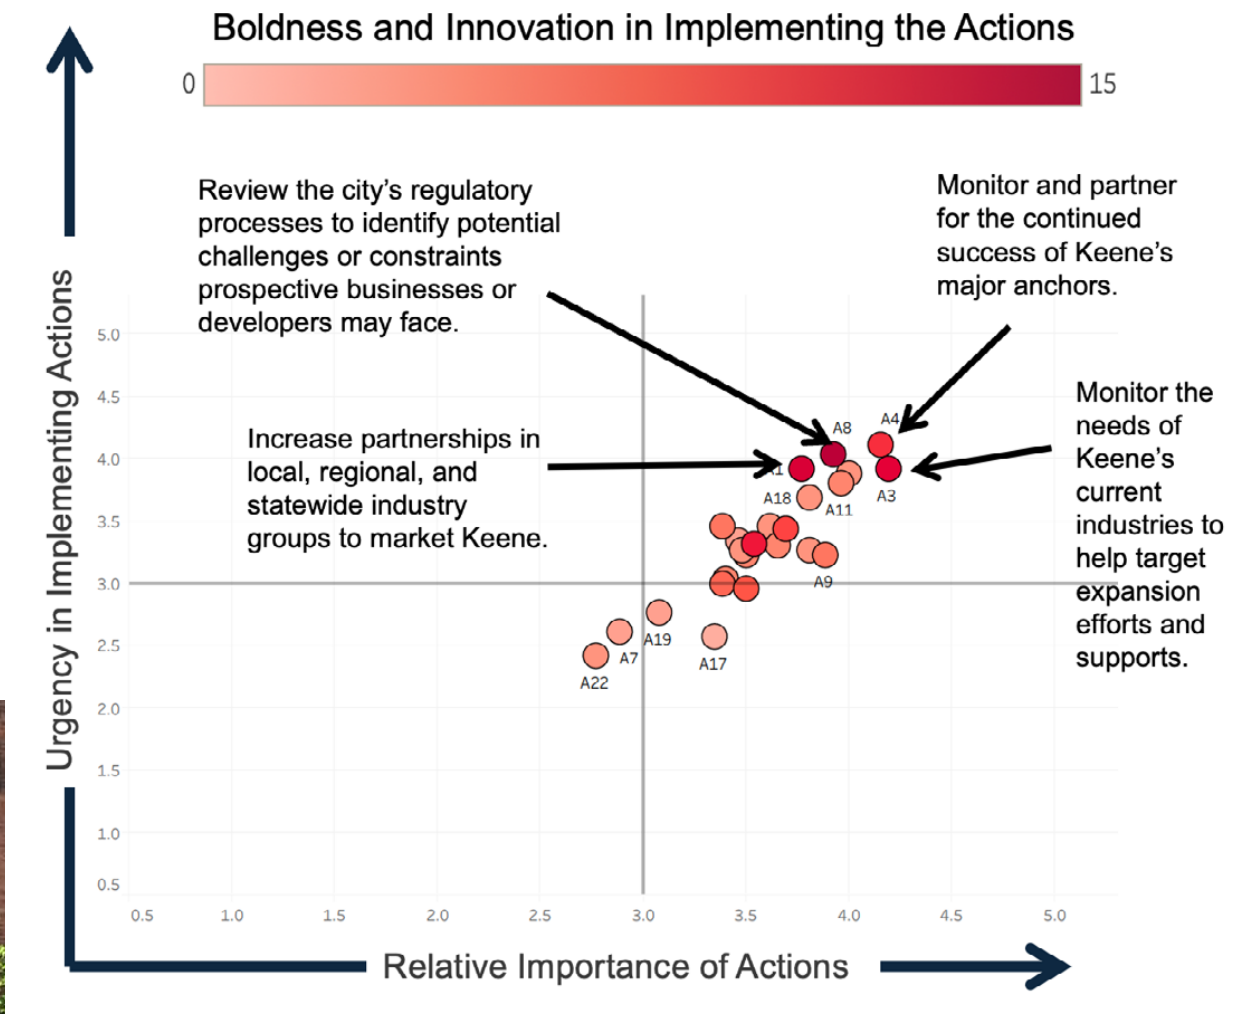 Boldness and Innovation in Implementing the Actions
0
15
Review the city's regulatory
processes to identify potential
challenges or constraints
prospective businesses or
developers may face.
Monitor and partner
for the continued
success of Keene's
major anchors.
Increase partnerships in
local, regional, and
statewide industry
groups to market Keene.
Monitor the
needs of
Keene's
current
industries to
help target
expansion
efforts and
supports.
Urgency in Implementing Actions
5.0
4.5
4.0
3.5
3.0
2.5
2.0
1.5
1.0
0.5
A8
A4
A3
A18
A11
A9
A19
A7
A17
A22
0.5
1.0
1.5
2.0
2.5
3.0
3.5
4.0
4.5
5.0
Relative Importance of Actions